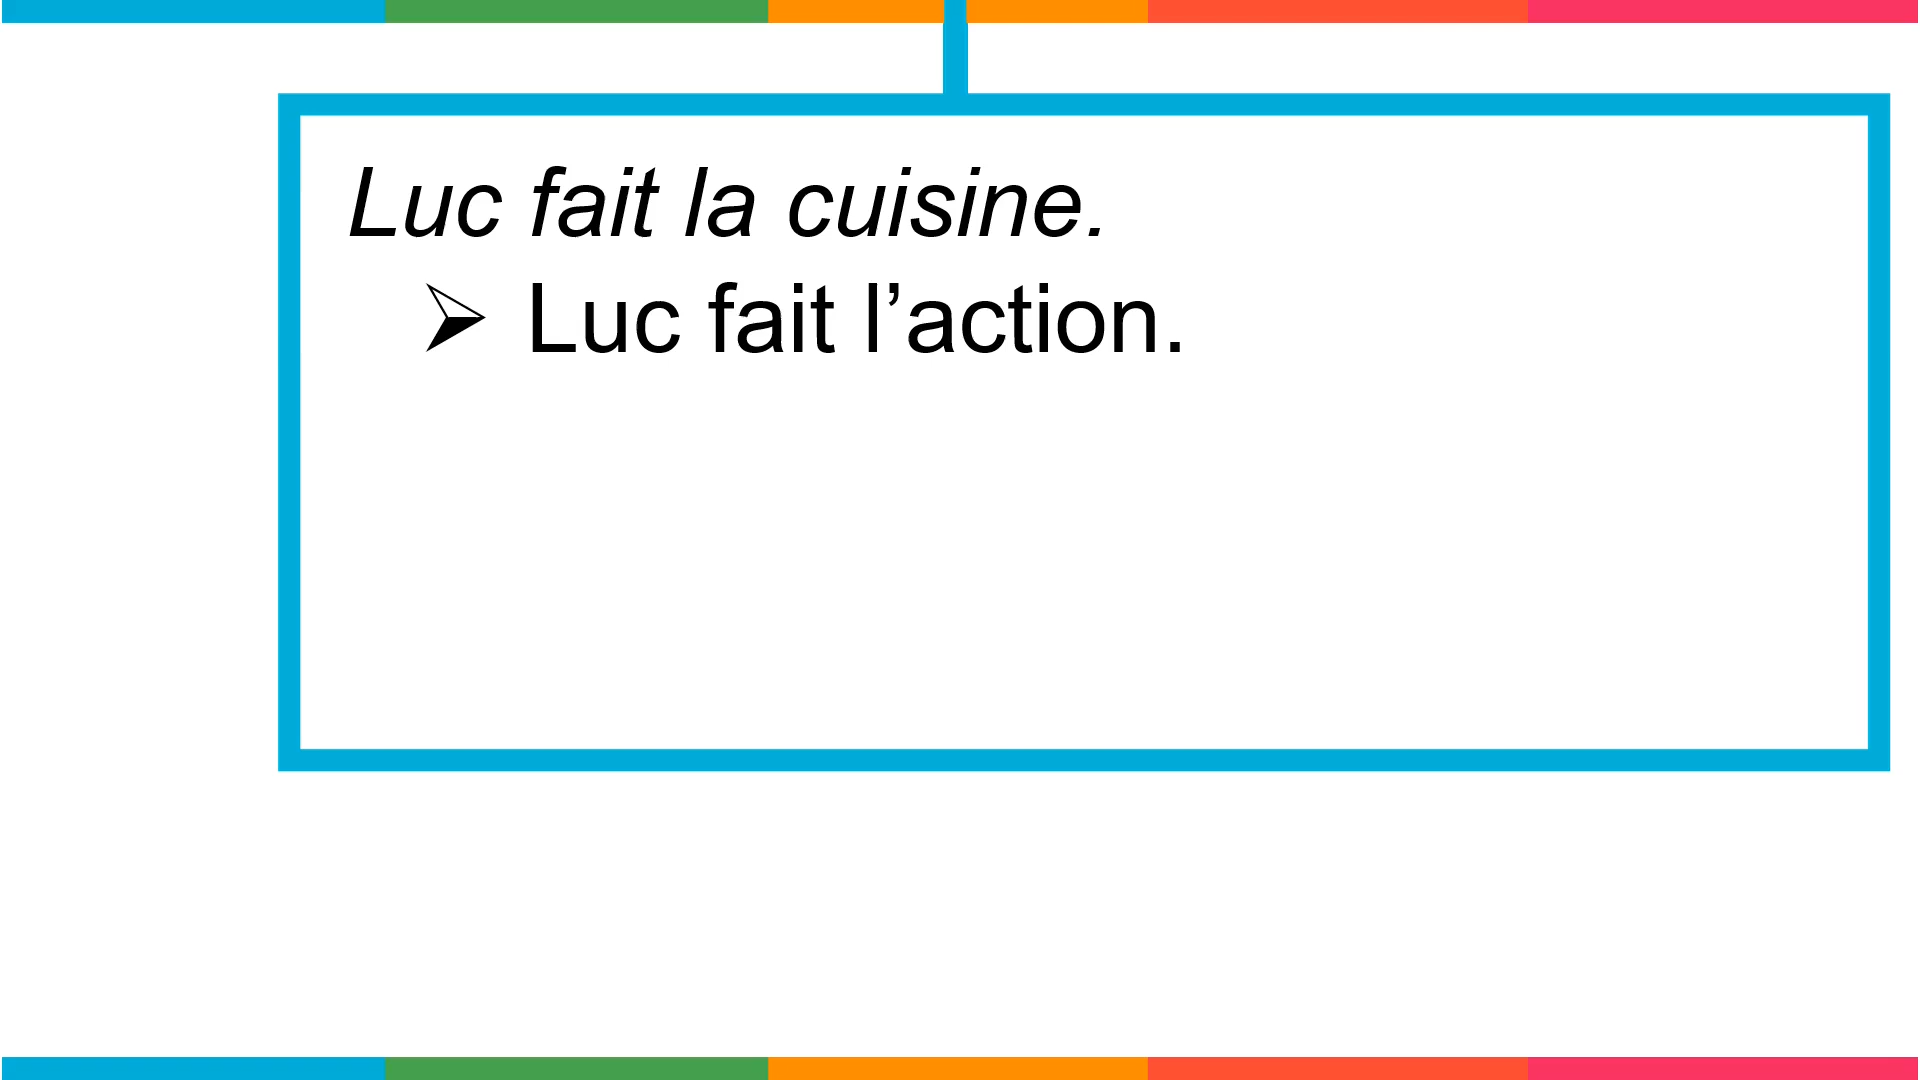 Luc fait la cuisine.
➢ Luc fait l’action.